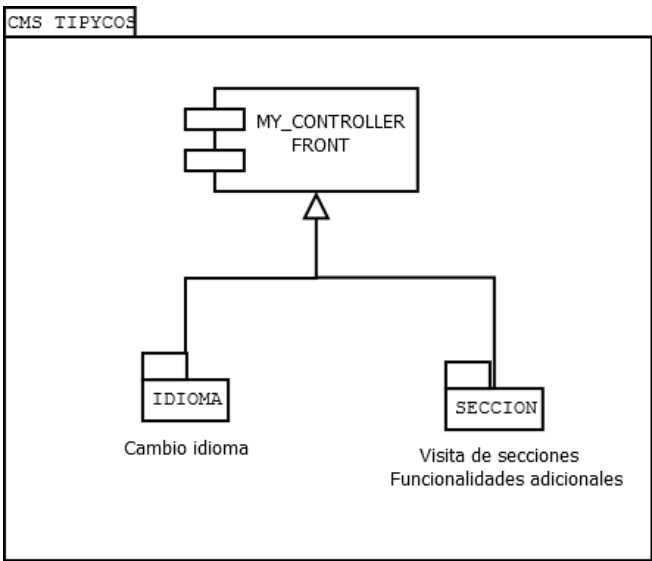 CMS TIPYCOS
MY_CONTROLLER
FRONT
IDIOMA
Cambio idioma
SECCION
Visita de secciones
Funcionalidades adicionales